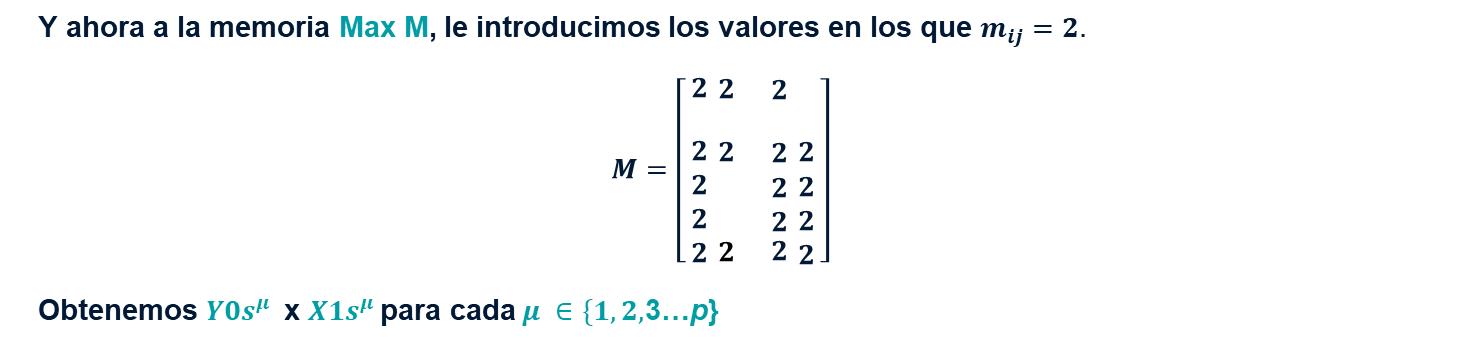 Y ahora a la memoria Max M, le introducimos los valores en los que mᵢⱼ = 2.
2 2 2
2 2 2 2
M = 2 2 2
2 2 2
2 2 2 2
Obtenemos Y0s^μ x X1s^μ para cada μ ∈ {1, 2,3…p}